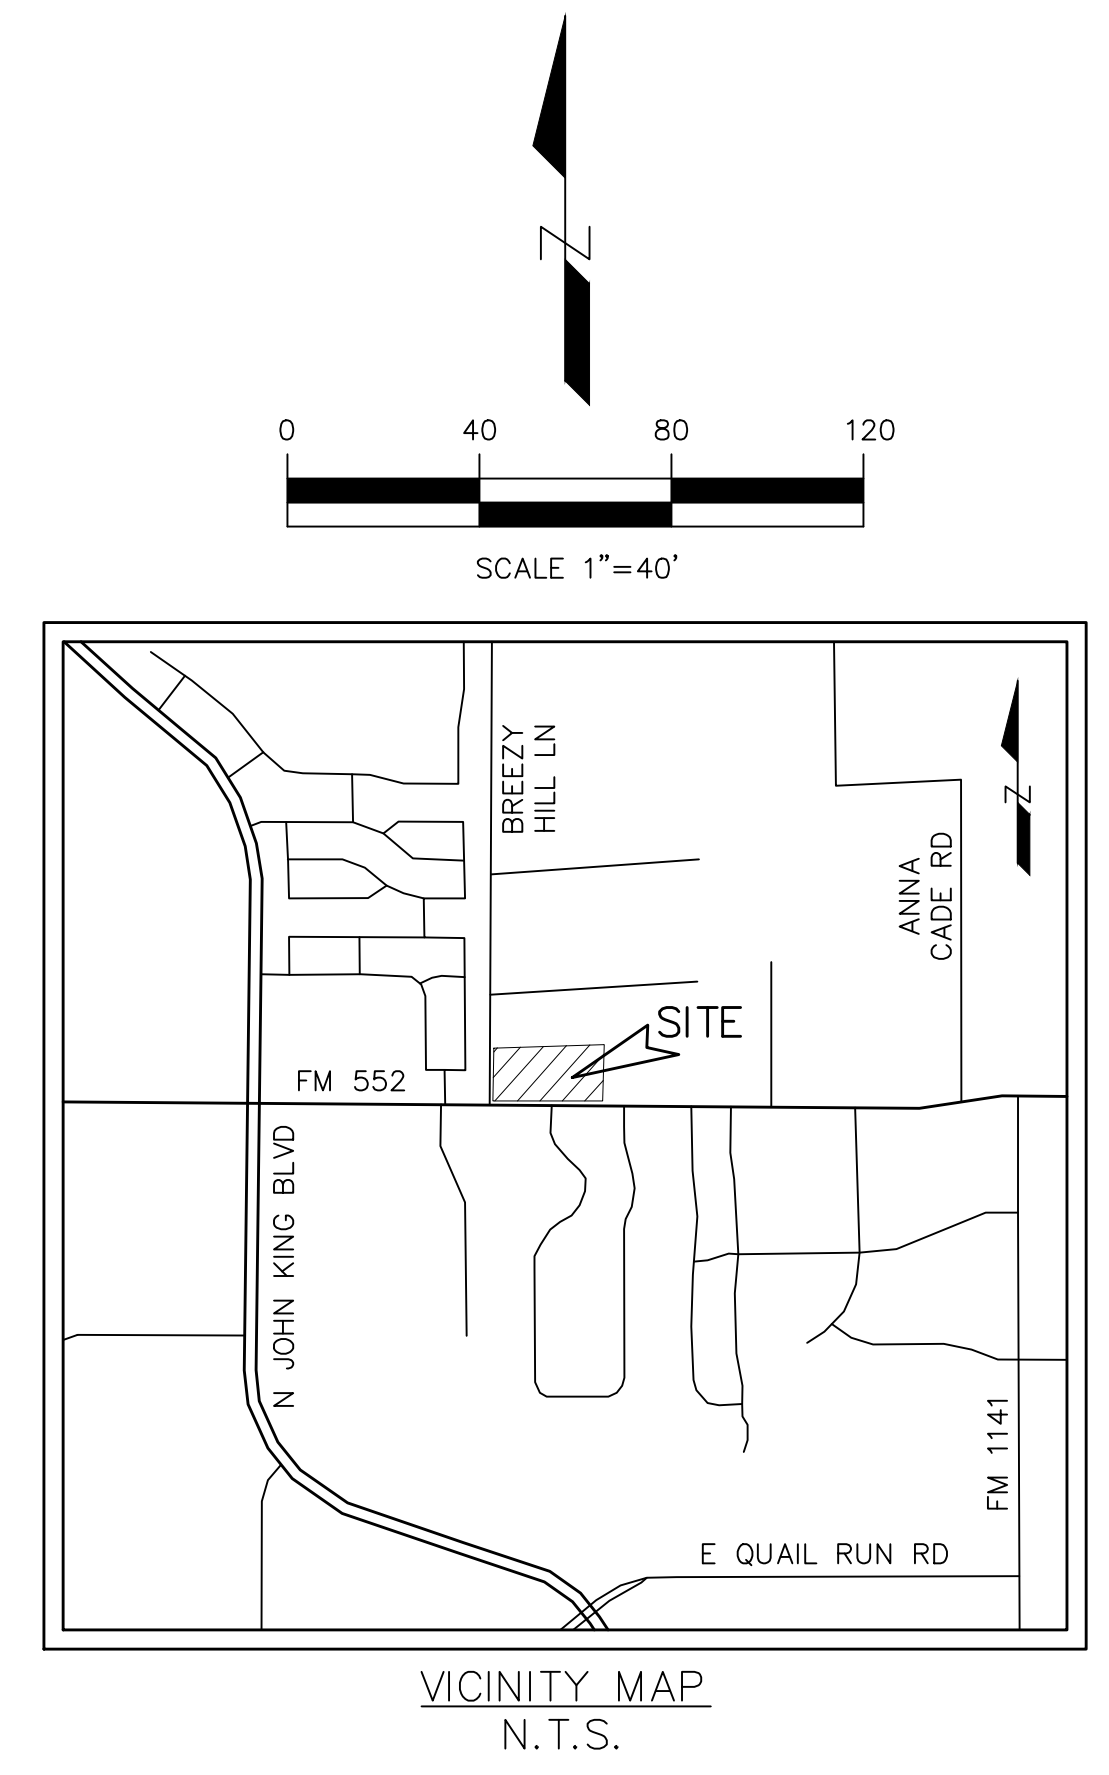 N
0 40 80 120
SCALE 1"=40'
BREEZY
HILL LN
N
ANNA
CADE RD
SITE
FM 552
N JOHN KING BLVD
FM 1141
E QUAIL RUN RD
VICINITY MAP
N.T.S.